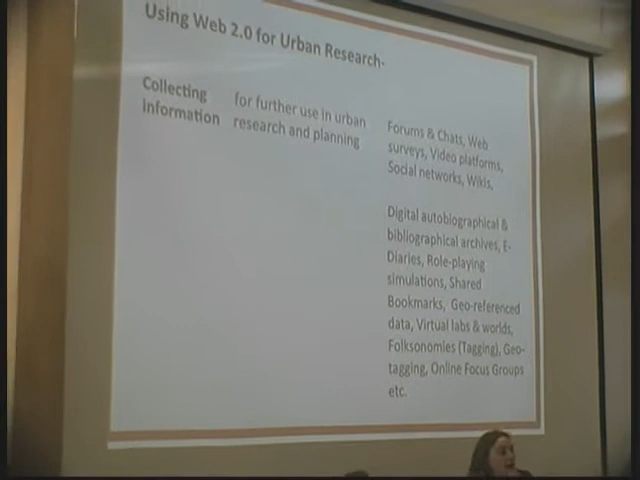 Using Web 2.0 for Urban Research-
Collecting
information
for further use in urban
research and planning
Forums & Chats, Web
surveys, Video platforms,
Social networks, Wikis,
Digital autobiographical &
bibliographical archives, E-
Diaries, Role-playing
simulations, Shared
Bookmarks, Geo-referenced
data, Virtual labs & worlds,
Folksonomies (Tagging), Geo-
tagging, Online Focus Groups
etc.